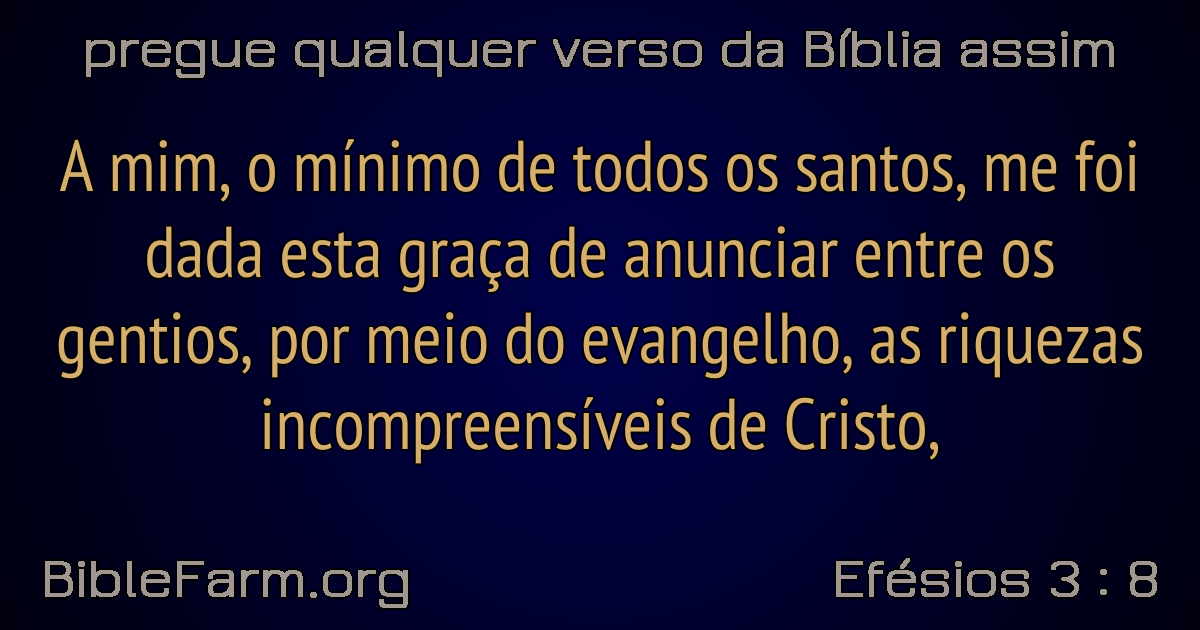 pregue qualquer verso da Bíblia assim
A mim, o mínimo de todos os santos, me foi
dada esta graça de anunciar entre os
gentios, por meio do evangelho, as riquezas
incompreensíveis de Cristo,
BibleFarm.org
Efésios 3 : 8